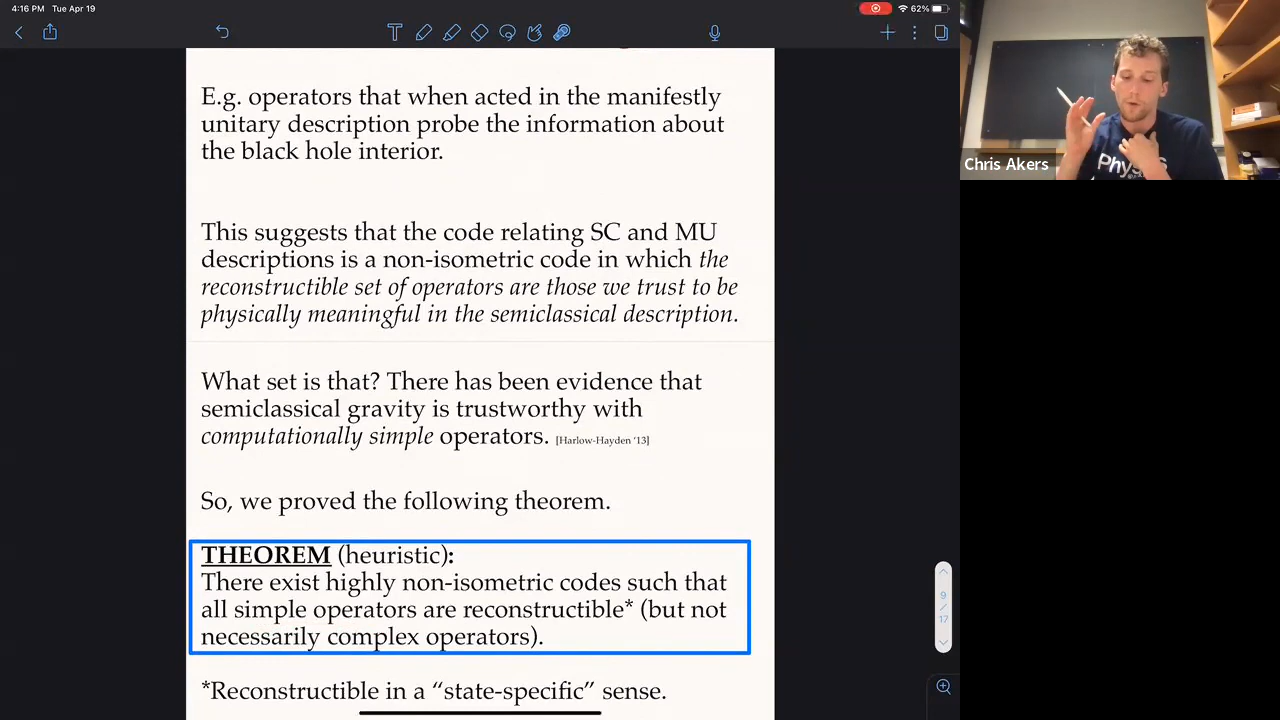 4:16 PM Tue Apr 19
62%
E.g. operators that when acted in the manifestly
unitary description probe the information about
the black hole interior.
This suggests that the code relating SC and MU
descriptions is a non-isometric code in which the
reconstructible set of operators are those we trust to be
physically meaningful in the semiclassical description.
What set is that? There has been evidence that
semiclassical gravity is trustworthy with
computationally simple operators. [Harlow-Hayden '13]
So, we proved the following theorem.
THEOREM (heuristic):
There exist highly non-isometric codes such that
all simple operators are reconstructible* (but not
necessarily complex operators).
*Reconstructible in a “state-specific” sense.
9
/
17
Chris Akers